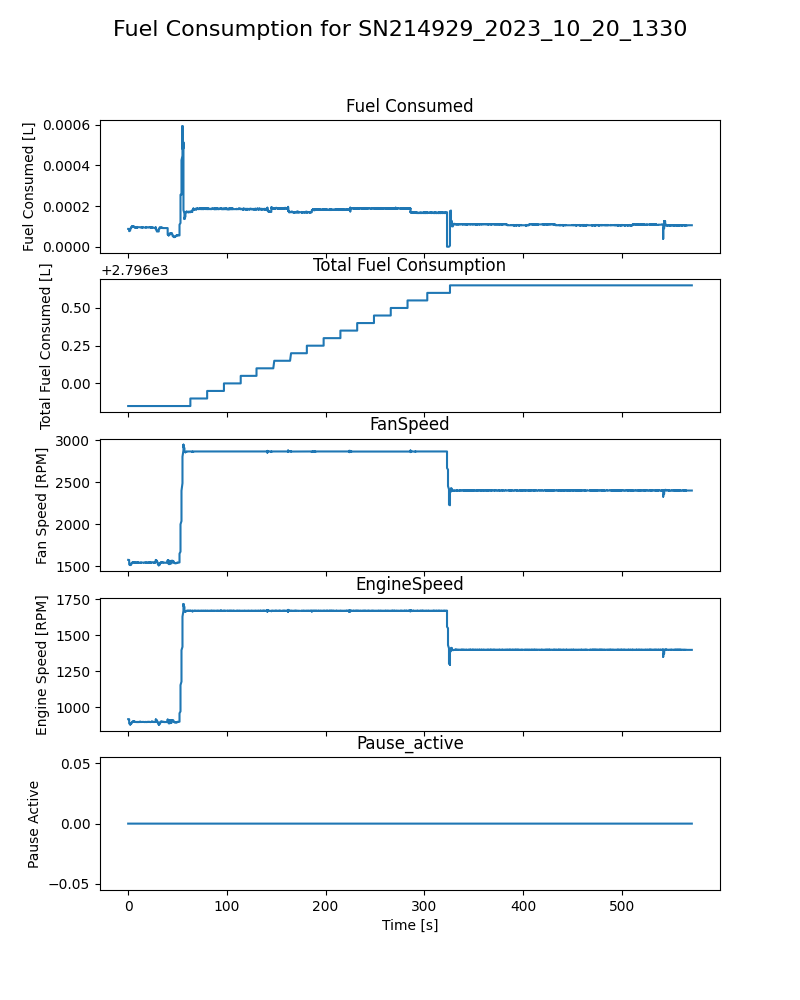 Fuel Consumption for SN214929_2023_10_20_1330
Fuel Consumed
Fuel Consumed [L]
0.0006
0.0004
0.0002
0.0000
Total Fuel Consumption
+2.796e3
Total Fuel Consumed [L]
0.50
0.25
0.00
FanSpeed
Fan Speed [RPM]
3000
2500
2000
1500
EngineSpeed
Engine Speed [RPM]
1750
1500
1250
1000
Pause_active
Pause Active
0.05
0.00
−0.05
0 100 200 300 400 500
Time [s]